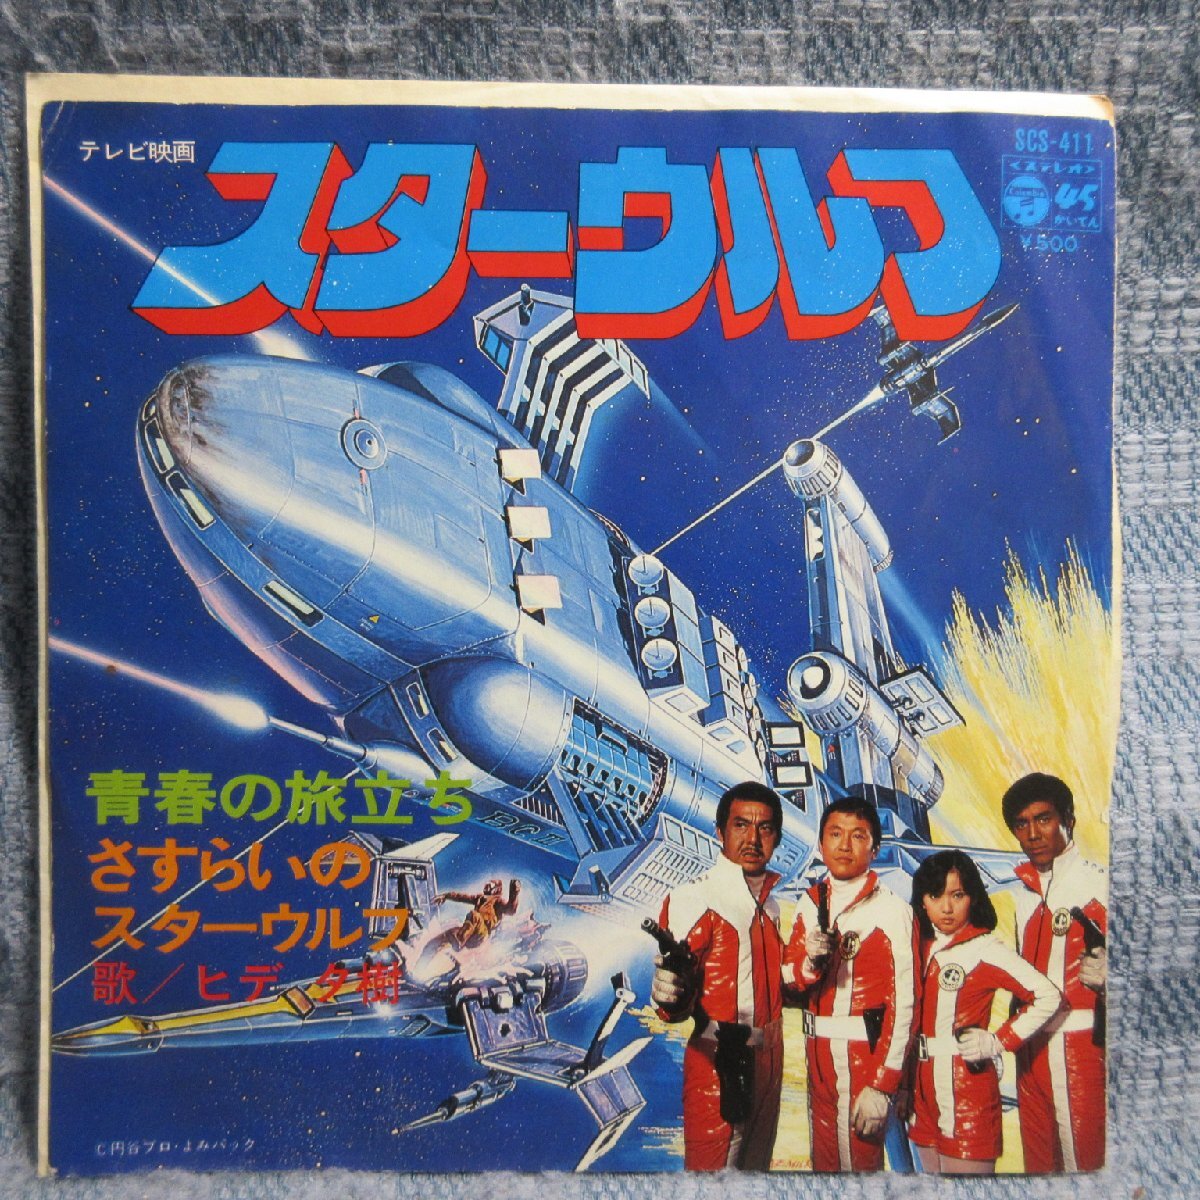 テレビ映画
スターウルフ
SCS-411
<ステレオ>
Columbia
45
かいてん
¥500
青春の旅立ち
さすらいの
スターウルフ
歌/ヒデ夕樹
C円谷プロ・よみパック